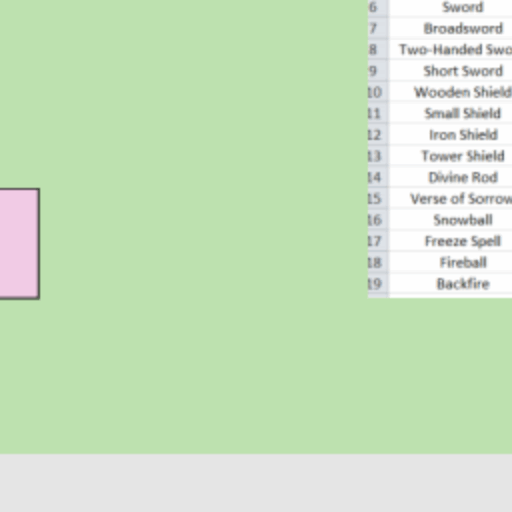 6 Sword
7 Broadsword
8 Two-Handed Swo
9 Short Sword
10 Wooden Shield
11 Small Shield
12 Iron Shield
13 Tower Shield
14 Divine Rod
15 Verse of Sorrow
16 Snowball
17 Freeze Spell
18 Fireball
19 Backfire